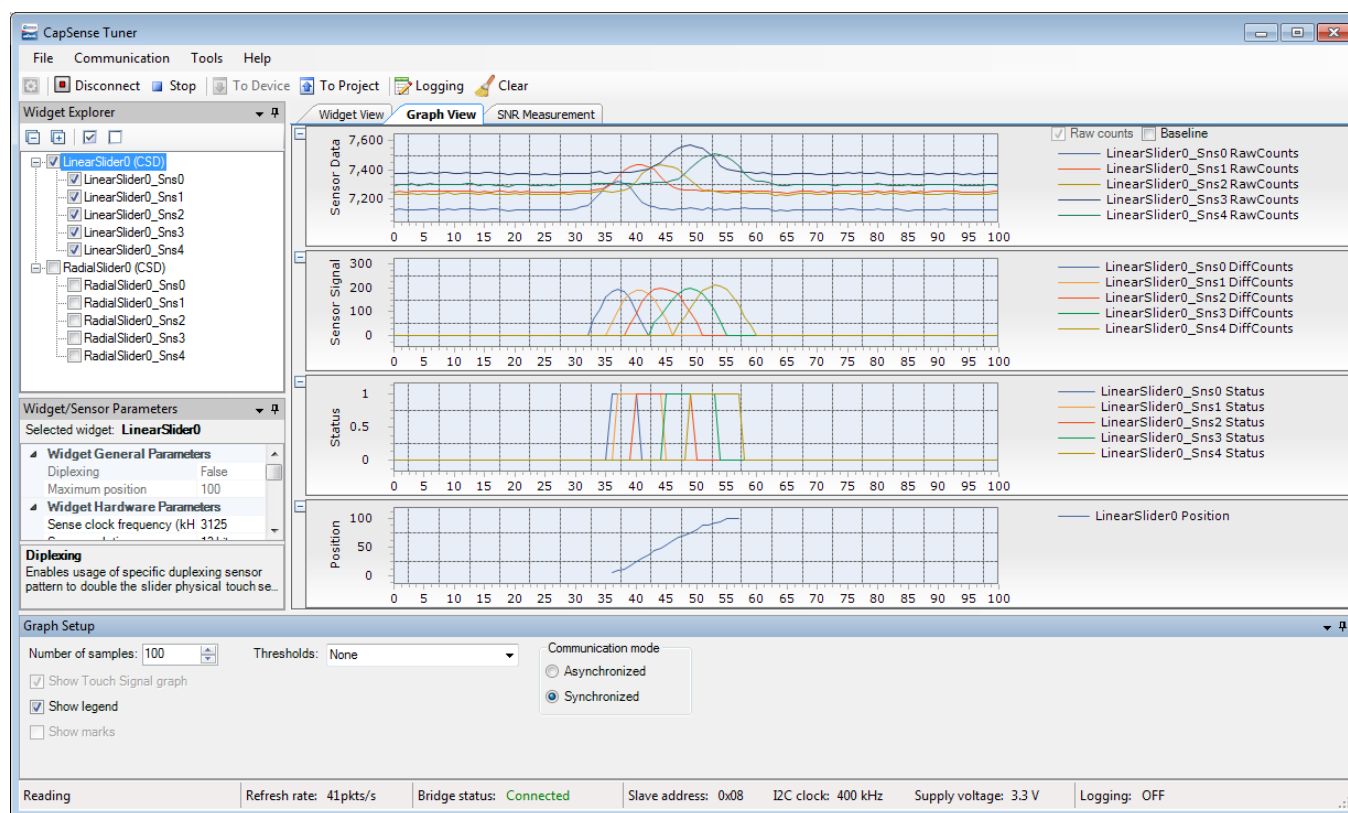 CapSense Tuner
File Communication Tools Help
Disconnect Stop To Device To Project Logging Clear
Widget Explorer
LinearSlider0 (CSD)
LinearSlider0_Sns0
LinearSlider0_Sns1
LinearSlider0_Sns2
LinearSlider0_Sns3
LinearSlider0_Sns4
RadialSlider0 (CSD)
RadialSlider0_Sns0
RadialSlider0_Sns1
RadialSlider0_Sns2
RadialSlider0_Sns3
RadialSlider0_Sns4
Widget/Sensor Parameters
Selected widget: LinearSlider0
Widget General Parameters
Diplexing False
Maximum position 100
Widget Hardware Parameters
Sense clock frequency (kH 3125
Diplexing
Enables usage of specific duplexing sensor
pattern to double the slider physical touch se...
Widget View Graph View SNR Measurement
Sensor Data
7,600
7,400
7,200
0 5 10 15 20 25 30 35 40 45 50 55 60 65 70 75 80 85 90 95 100
Raw counts Baseline
LinearSlider0_Sns0 RawCounts
LinearSlider0_Sns1 RawCounts
LinearSlider0_Sns2 RawCounts
LinearSlider0_Sns3 RawCounts
LinearSlider0_Sns4 RawCounts
Sensor Signal
300
200
100
0
0 5 10 15 20 25 30 35 40 45 50 55 60 65 70 75 80 85 90 95 100
LinearSlider0_Sns0 DiffCounts
LinearSlider0_Sns1 DiffCounts
LinearSlider0_Sns2 DiffCounts
LinearSlider0_Sns3 DiffCounts
LinearSlider0_Sns4 DiffCounts
Status
1
0.5
0
0 5 10 15 20 25 30 35 40 45 50 55 60 65 70 75 80 85 90 95 100
LinearSlider0_Sns0 Status
LinearSlider0_Sns1 Status
LinearSlider0_Sns2 Status
LinearSlider0_Sns3 Status
LinearSlider0_Sns4 Status
Position
100
50
0
0 5 10 15 20 25 30 35 40 45 50 55 60 65 70 75 80 85 90 95 100
LinearSlider0 Position
Graph Setup
Number of samples: 100
Show Touch Signal graph
Show legend
Show marks
Thresholds: None
Communication mode
Asynchronized
Synchronized
Reading Refresh rate: 41pkts/s Bridge status: Connected Slave address: 0x08 I2C clock: 400 kHz Supply voltage: 3.3 V Logging: OFF